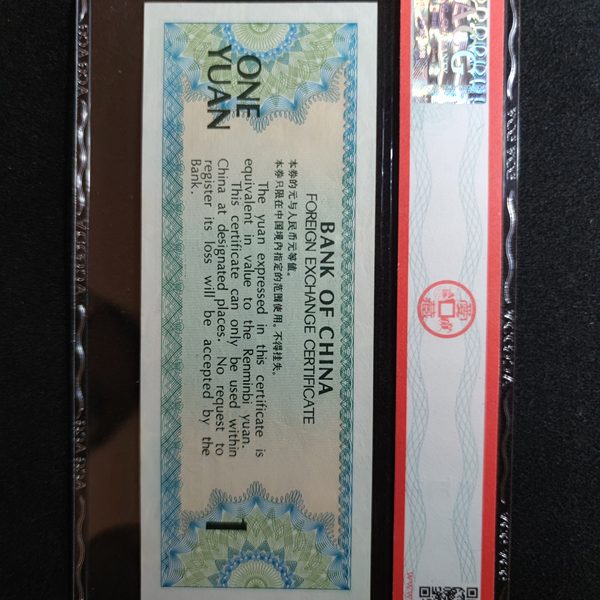 BANK OF CHINA
FOREIGN EXCHANGE CERTIFICATE
本券的元与人民币元等值。
本券只限在中国境内指定的范围使用。不得挂失。
The yuan expressed in this certificate is
equivalent in value to the Renminbi yuan.
This certificate can only be used within
China at designated places. No request to
register its loss will be accepted by the
Bank.
ONE
YUAN
1